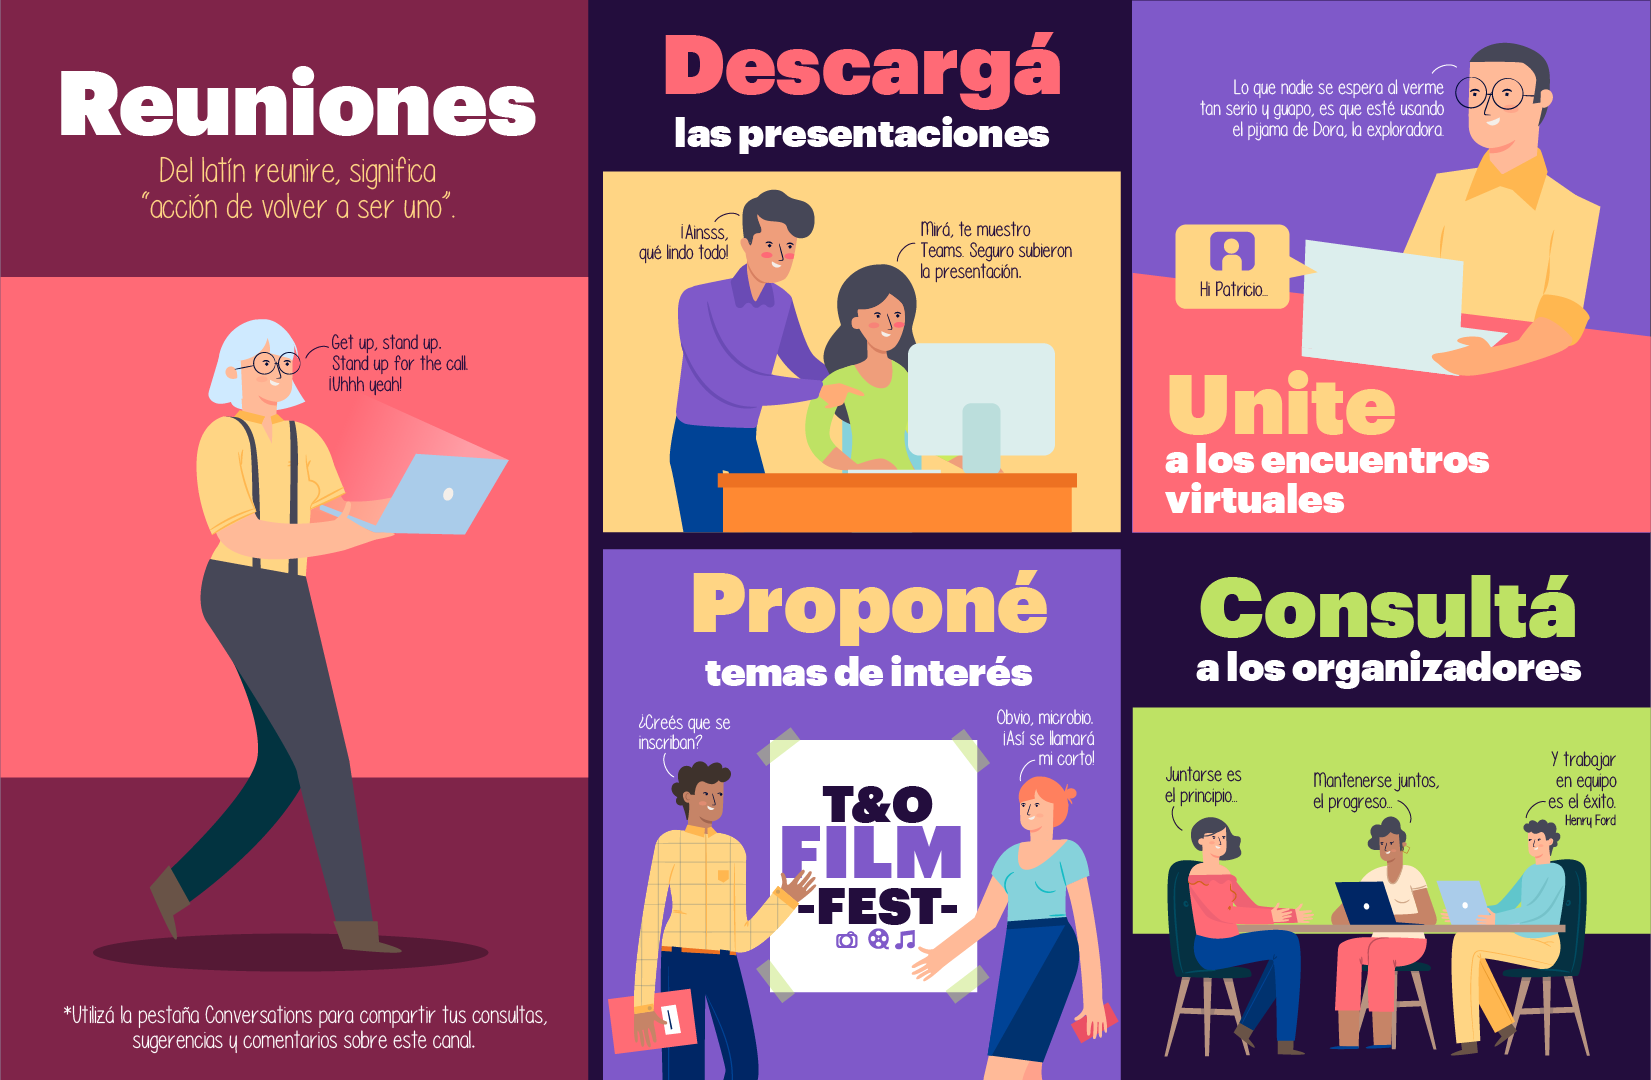 Reuniones
Del latín reunire, significa
“acción de volver a ser uno”.
Get up, stand up.
Stand up for the call.
¡Uhhh yeah!
*Utilizá la pestaña Conversations para compartir tus consultas,
sugerencias y comentarios sobre este canal.
Descargá
las presentaciones
¡Ainsss,
qué lindo todo!
Mirá, te muestro
Teams. Seguro subieron
la presentación.
Lo que nadie se espera al verme
tan serio y guapo, es que esté usando
el pijama de Dora, la exploradora.
Hi Patricio...
Unite
a los encuentros
virtuales
Proponé
temas de interés
¿Creés que se
inscriban?
Obvio, microbio.
¡Así se llamará
mi corto!
T&O
FILM
-FEST-
Consultá
a los organizadores
Juntarse es
el principio...
Mantenerse juntos,
el progreso...
Y trabajar
en equipo
es el éxito.
Henry Ford